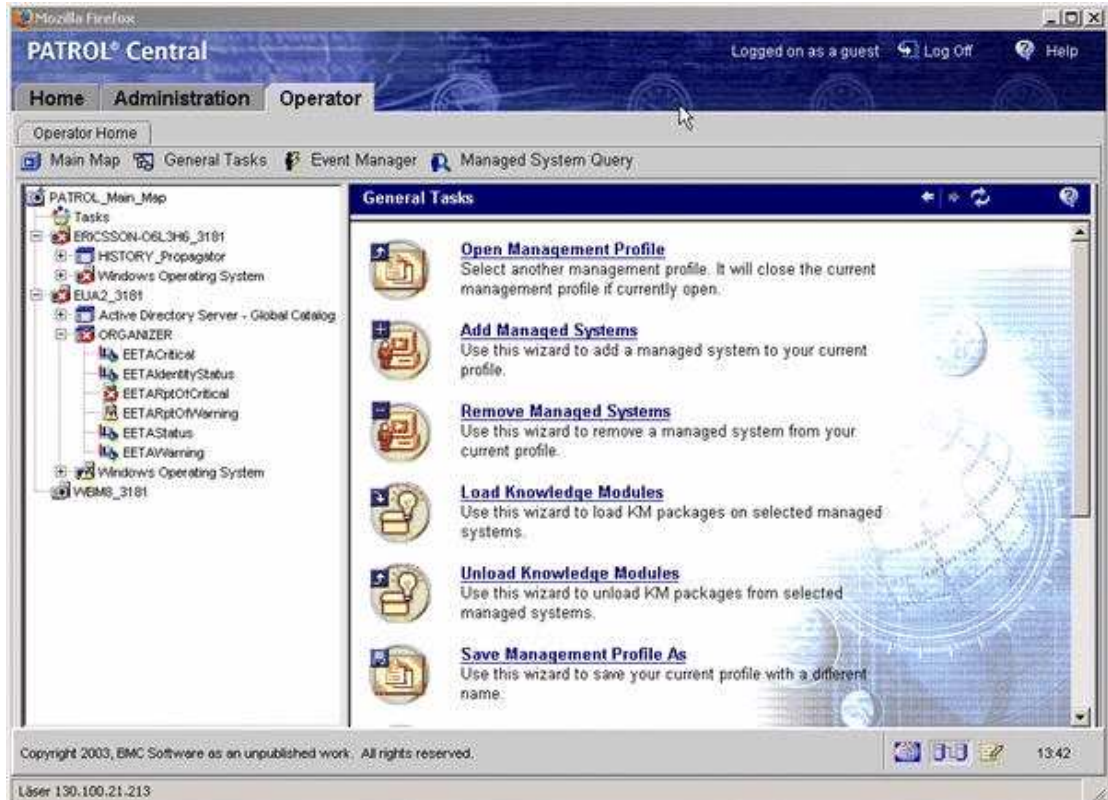 Mozilla Firefox
PATROL® Central
Logged on as a guest
Log Off
Help
Home
Administration
Operator
Operator Home
Main Map
General Tasks
Event Manager
Managed System Query
PATROL_Main_Map
Tasks
ERICSSON-O6L3H6_3181
HISTORY_Propagator
Windows Operating System
EUA2_3181
Active Directory Server - Global Catalog
ORGANIZER
EETACritical
EETAIdentityStatus
EETARptOfCritical
EETARptOfWarning
EETAStatus
EETAWarning
Windows Operating System
WBM8_3181
General Tasks
Open Management Profile
Select another management profile. It will close the current
management profile if currently open.
Add Managed Systems
Use this wizard to add a managed system to your current
profile.
Remove Managed Systems
Use this wizard to remove a managed system from your
current profile.
Load Knowledge Modules
Use this wizard to load KM packages on selected managed
systems.
Unload Knowledge Modules
Use this wizard to unload KM packages from selected
managed systems.
Save Management Profile As
Use this wizard to save your current profile with a different
name.
Copyright 2003, BMC Software as an unpublished work. All rights reserved.
13:42
Läser 130.100.21.213